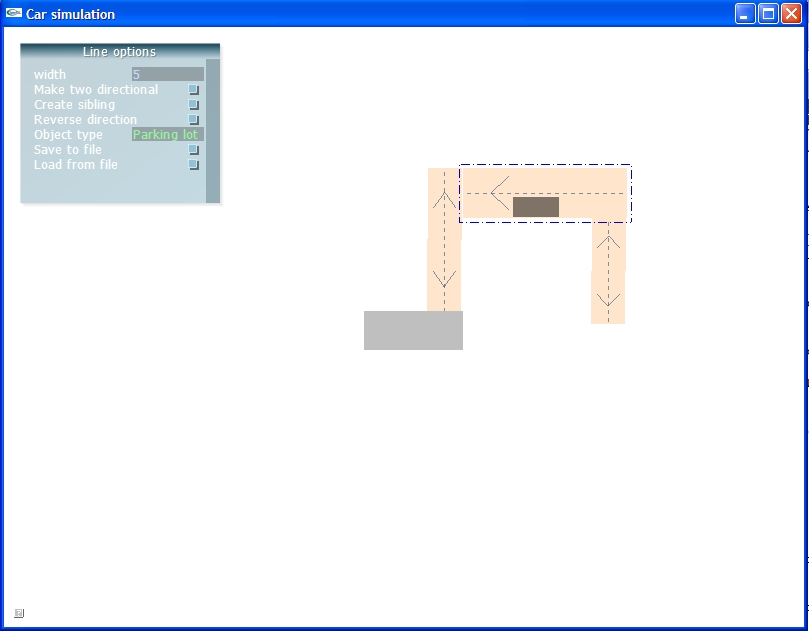 Car simulation
Line options
width 5
Make two directional
Create sibling
Reverse direction
Object type Parking lot
Save to file
Load from file